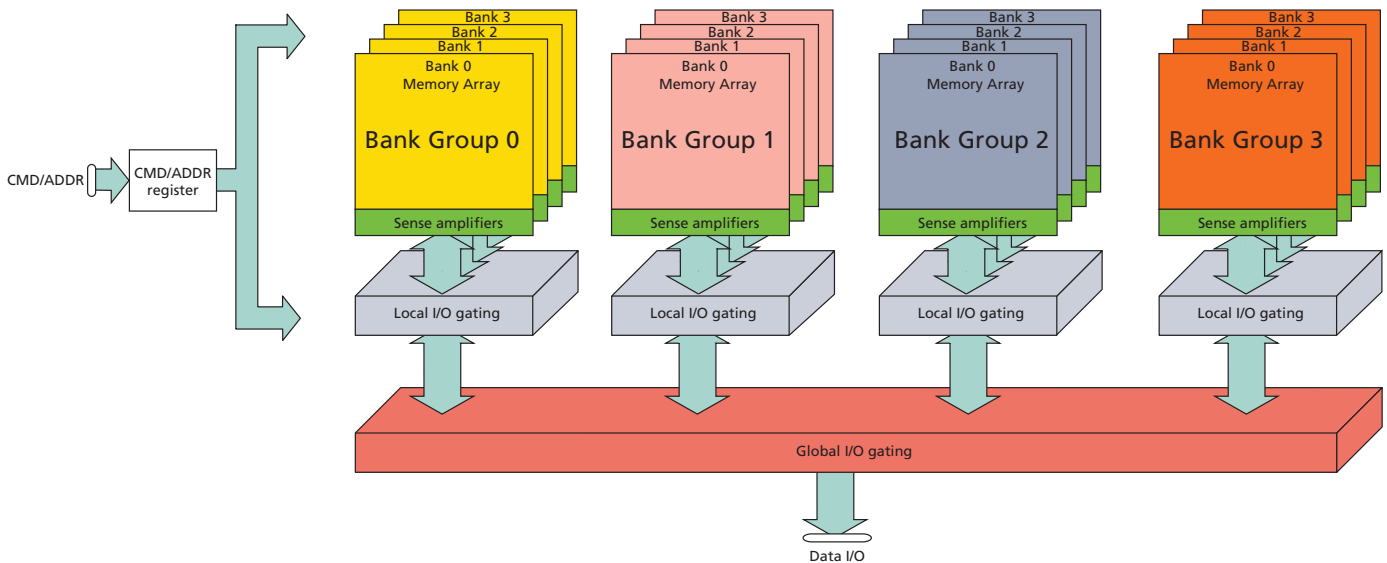 Bank 3
Bank 2
Bank 1
Bank 0
Memory Array
Bank Group 0
Sense amplifiers
Local I/O gating
Bank 3
Bank 2
Bank 1
Bank 0
Memory Array
Bank Group 1
Sense amplifiers
Local I/O gating
Bank 3
Bank 2
Bank 1
Bank 0
Memory Array
Bank Group 2
Sense amplifiers
Local I/O gating
Bank 3
Bank 2
Bank 1
Bank 0
Memory Array
Bank Group 3
Sense amplifiers
Local I/O gating
CMD/ADDR
CMD/ADDR
register
Global I/O gating
Data I/O